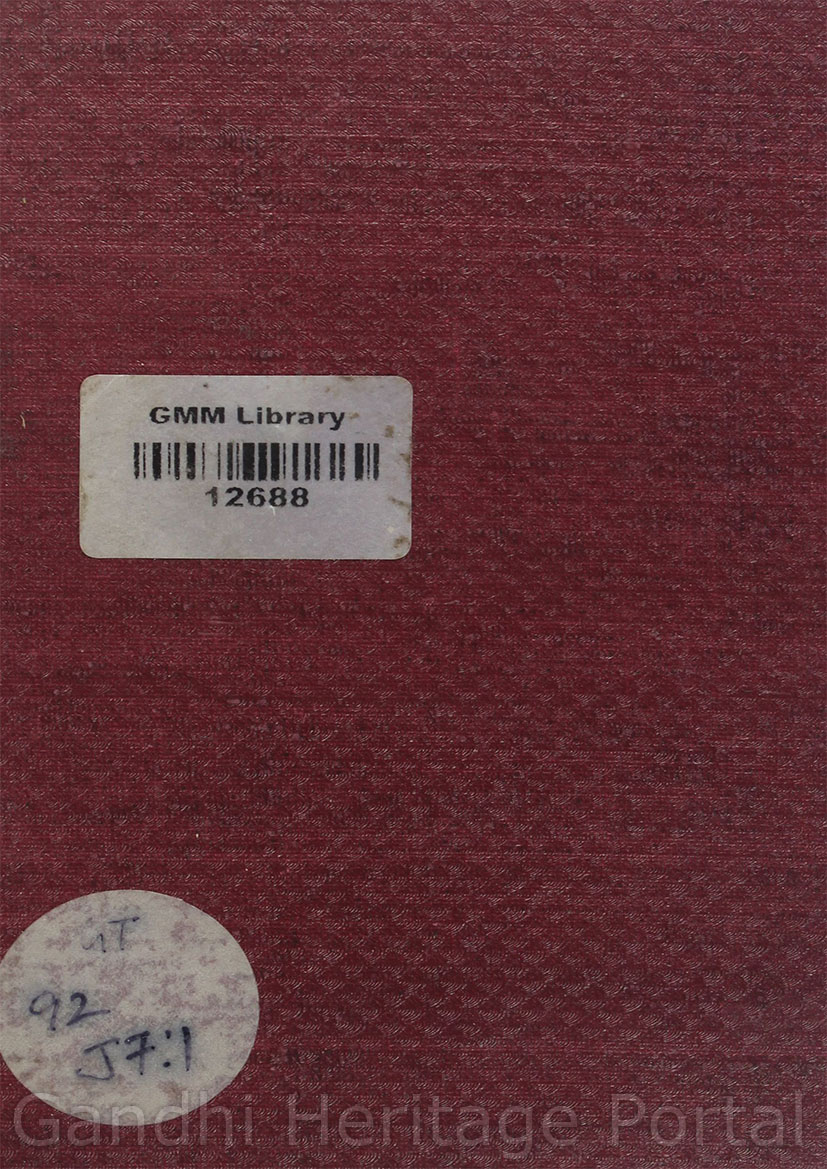 GMM Library
12688
92
J7:1
Gandhi Heritage Portal